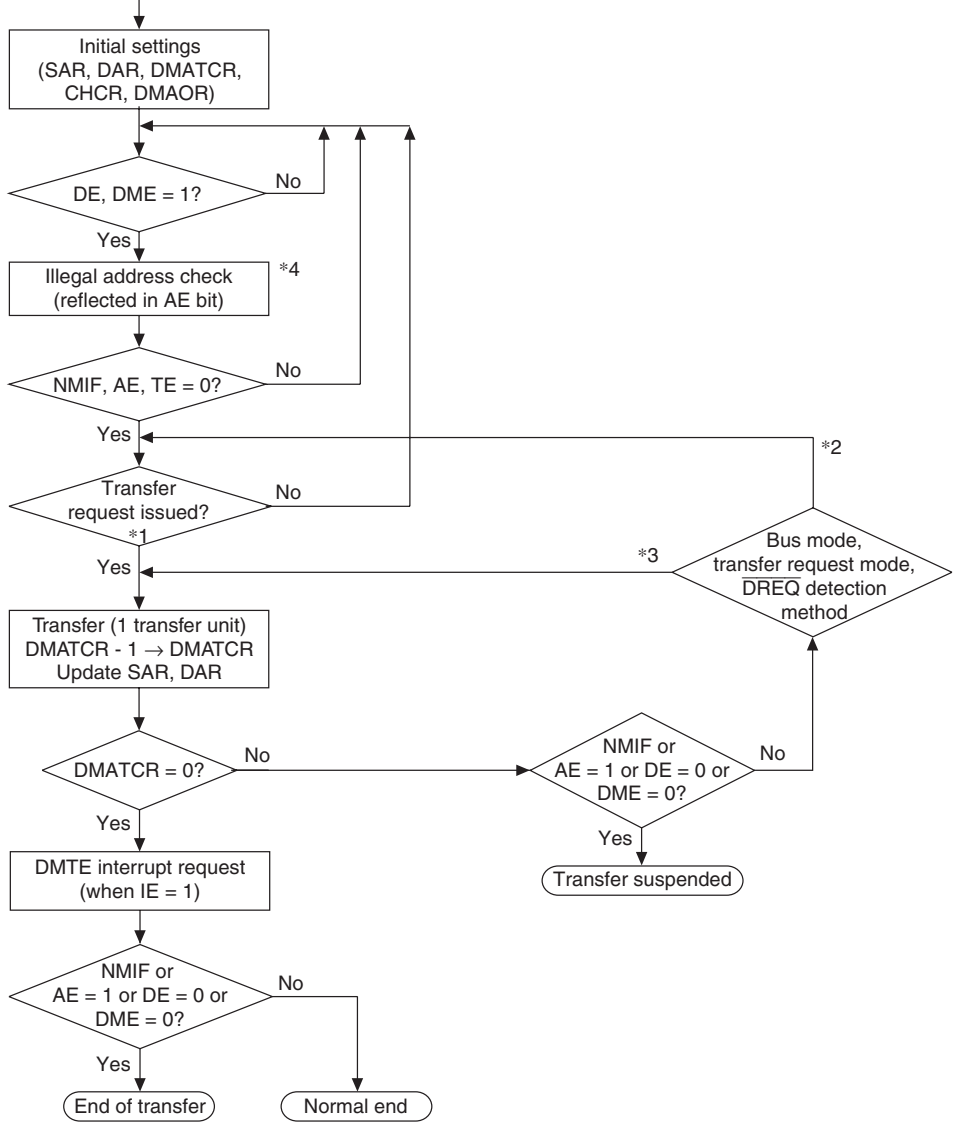 Initial settings
(SAR, DAR, DMATCR,
CHCR, DMAOR)
DE, DME = 1?
No
Yes
Illegal address check
(reflected in AE bit)
*4
NMIF, AE, TE = 0?
No
Yes
*2
Transfer
request issued?
*1
No
Yes
*3
Bus mode,
transfer request mode,
DREQ detection
method
Transfer (1 transfer unit)
DMATCR - 1 → DMATCR
Update SAR, DAR
DMATCR = 0?
No
NMIF or
AE = 1 or DE = 0 or
DME = 0?
No
Yes
Yes
Transfer suspended
DMTE interrupt request
(when IE = 1)
NMIF or
AE = 1 or DE = 0 or
DME = 0?
No
Yes
End of transfer
Normal end